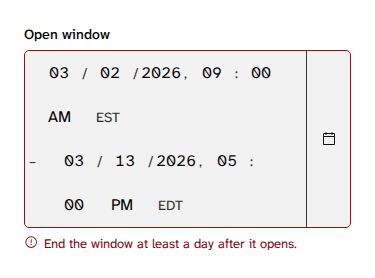 Open window
03 / 02 /2026, 09 : 00
AM EST
– 03 / 13 /2026, 05 :
00 PM EDT
End the window at least a day after it opens.